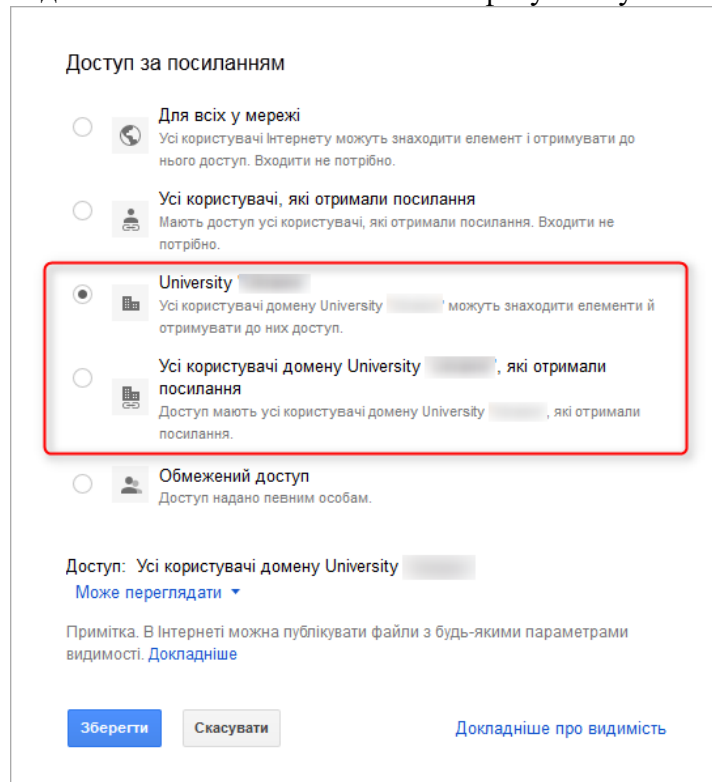 Доступ за посиланням
Для всіх у мережі
Усі користувачі Інтернету можуть знаходити елемент і отримувати до
нього доступ. Входити не потрібно.
Усі користувачі, які отримали посилання
Мають доступ усі користувачі, які отримали посилання. Входити не
потрібно.
University "
Усі користувачі домену University ' можуть знаходити елементи й
отримувати до них доступ.
Усі користувачі домену University ', які отримали
посилання
Доступ мають усі користувачі домену University , які отримали
посилання.
Обмежений доступ
Доступ надано певним особам.
Доступ: Усі користувачі домену University
Може переглядати
Примітка. В Інтернеті можна публікувати файли з будь-якими параметрами
видимості. Докладніше
Зберегти Скасувати Докладніше про видимість